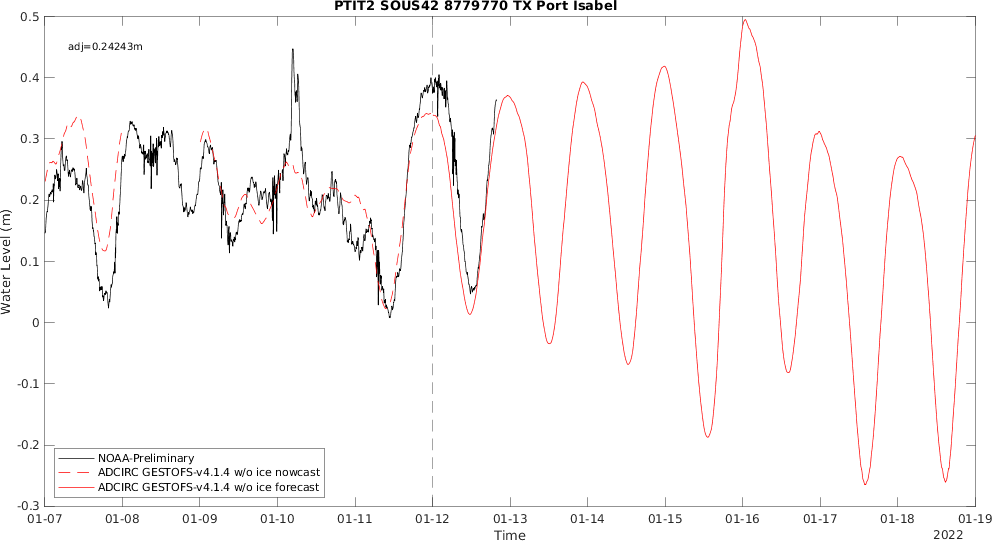 PTIT2 SOUS42 8779770 TX Port Isabel
adj=0.24243m
0.5
0.4
0.3
0.2
0.1
0
-0.1
-0.2
-0.3
Water Level (m)
NOAA-Preliminary
ADCIRC GESTOFS-v4.1.4 w/o ice nowcast
ADCIRC GESTOFS-v4.1.4 w/o ice forecast
01-07 01-08 01-09 01-10 01-11 01-12 01-13 01-14 01-15 01-16 01-17 01-18 01-19
Time
2022